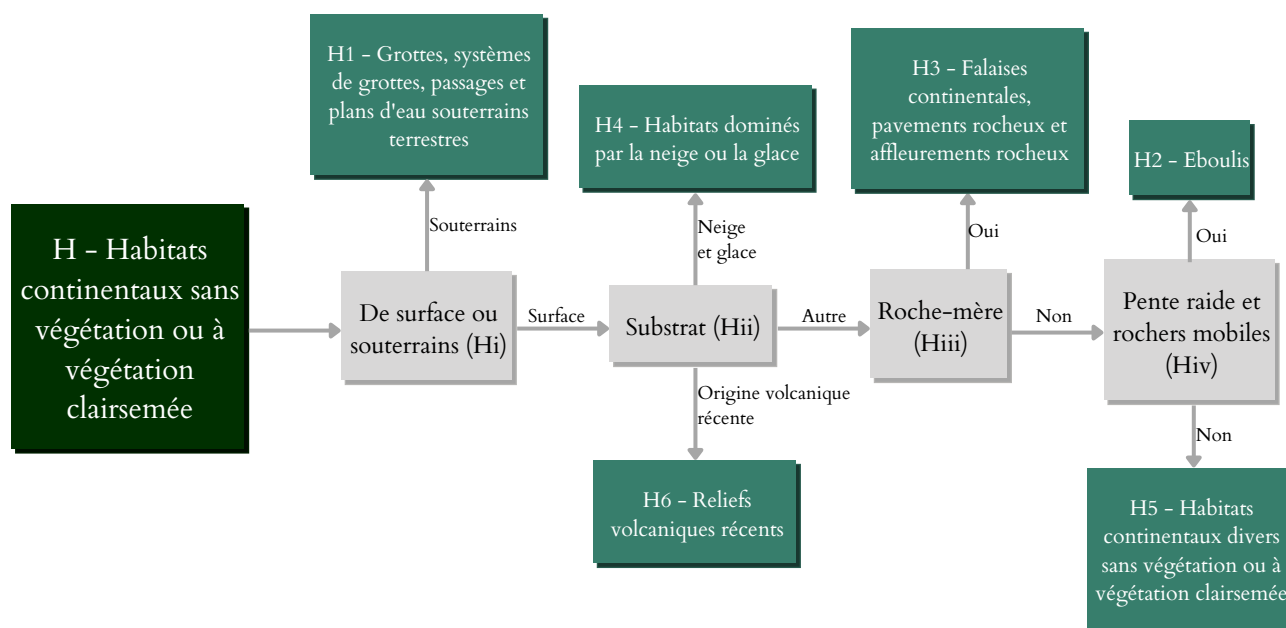 H1 - Grottes, systèmes
de grottes, passages et
plans d'eau souterrains
terrestres
H4 - Habitats dominés
par la neige ou la glace
H3 - Falaises
continentales,
pavements rocheux et
affleurements rocheux
H2 - Eboulis
Souterrains
Neige
et glace
Oui
Oui
H - Habitats
continentaux sans
végétation ou à
végétation
clairsemée
De surface ou
souterrains (Hi)
Surface
Substrat (Hii)
Autre
Roche-mère
(Hiii)
Non
Pente raide et
rochers mobiles
(Hiv)
Origine volcanique
récente
Non
H6 - Reliefs
volcaniques récents
H5 - Habitats
continentaux divers
sans végétation ou à
végétation clairsemée